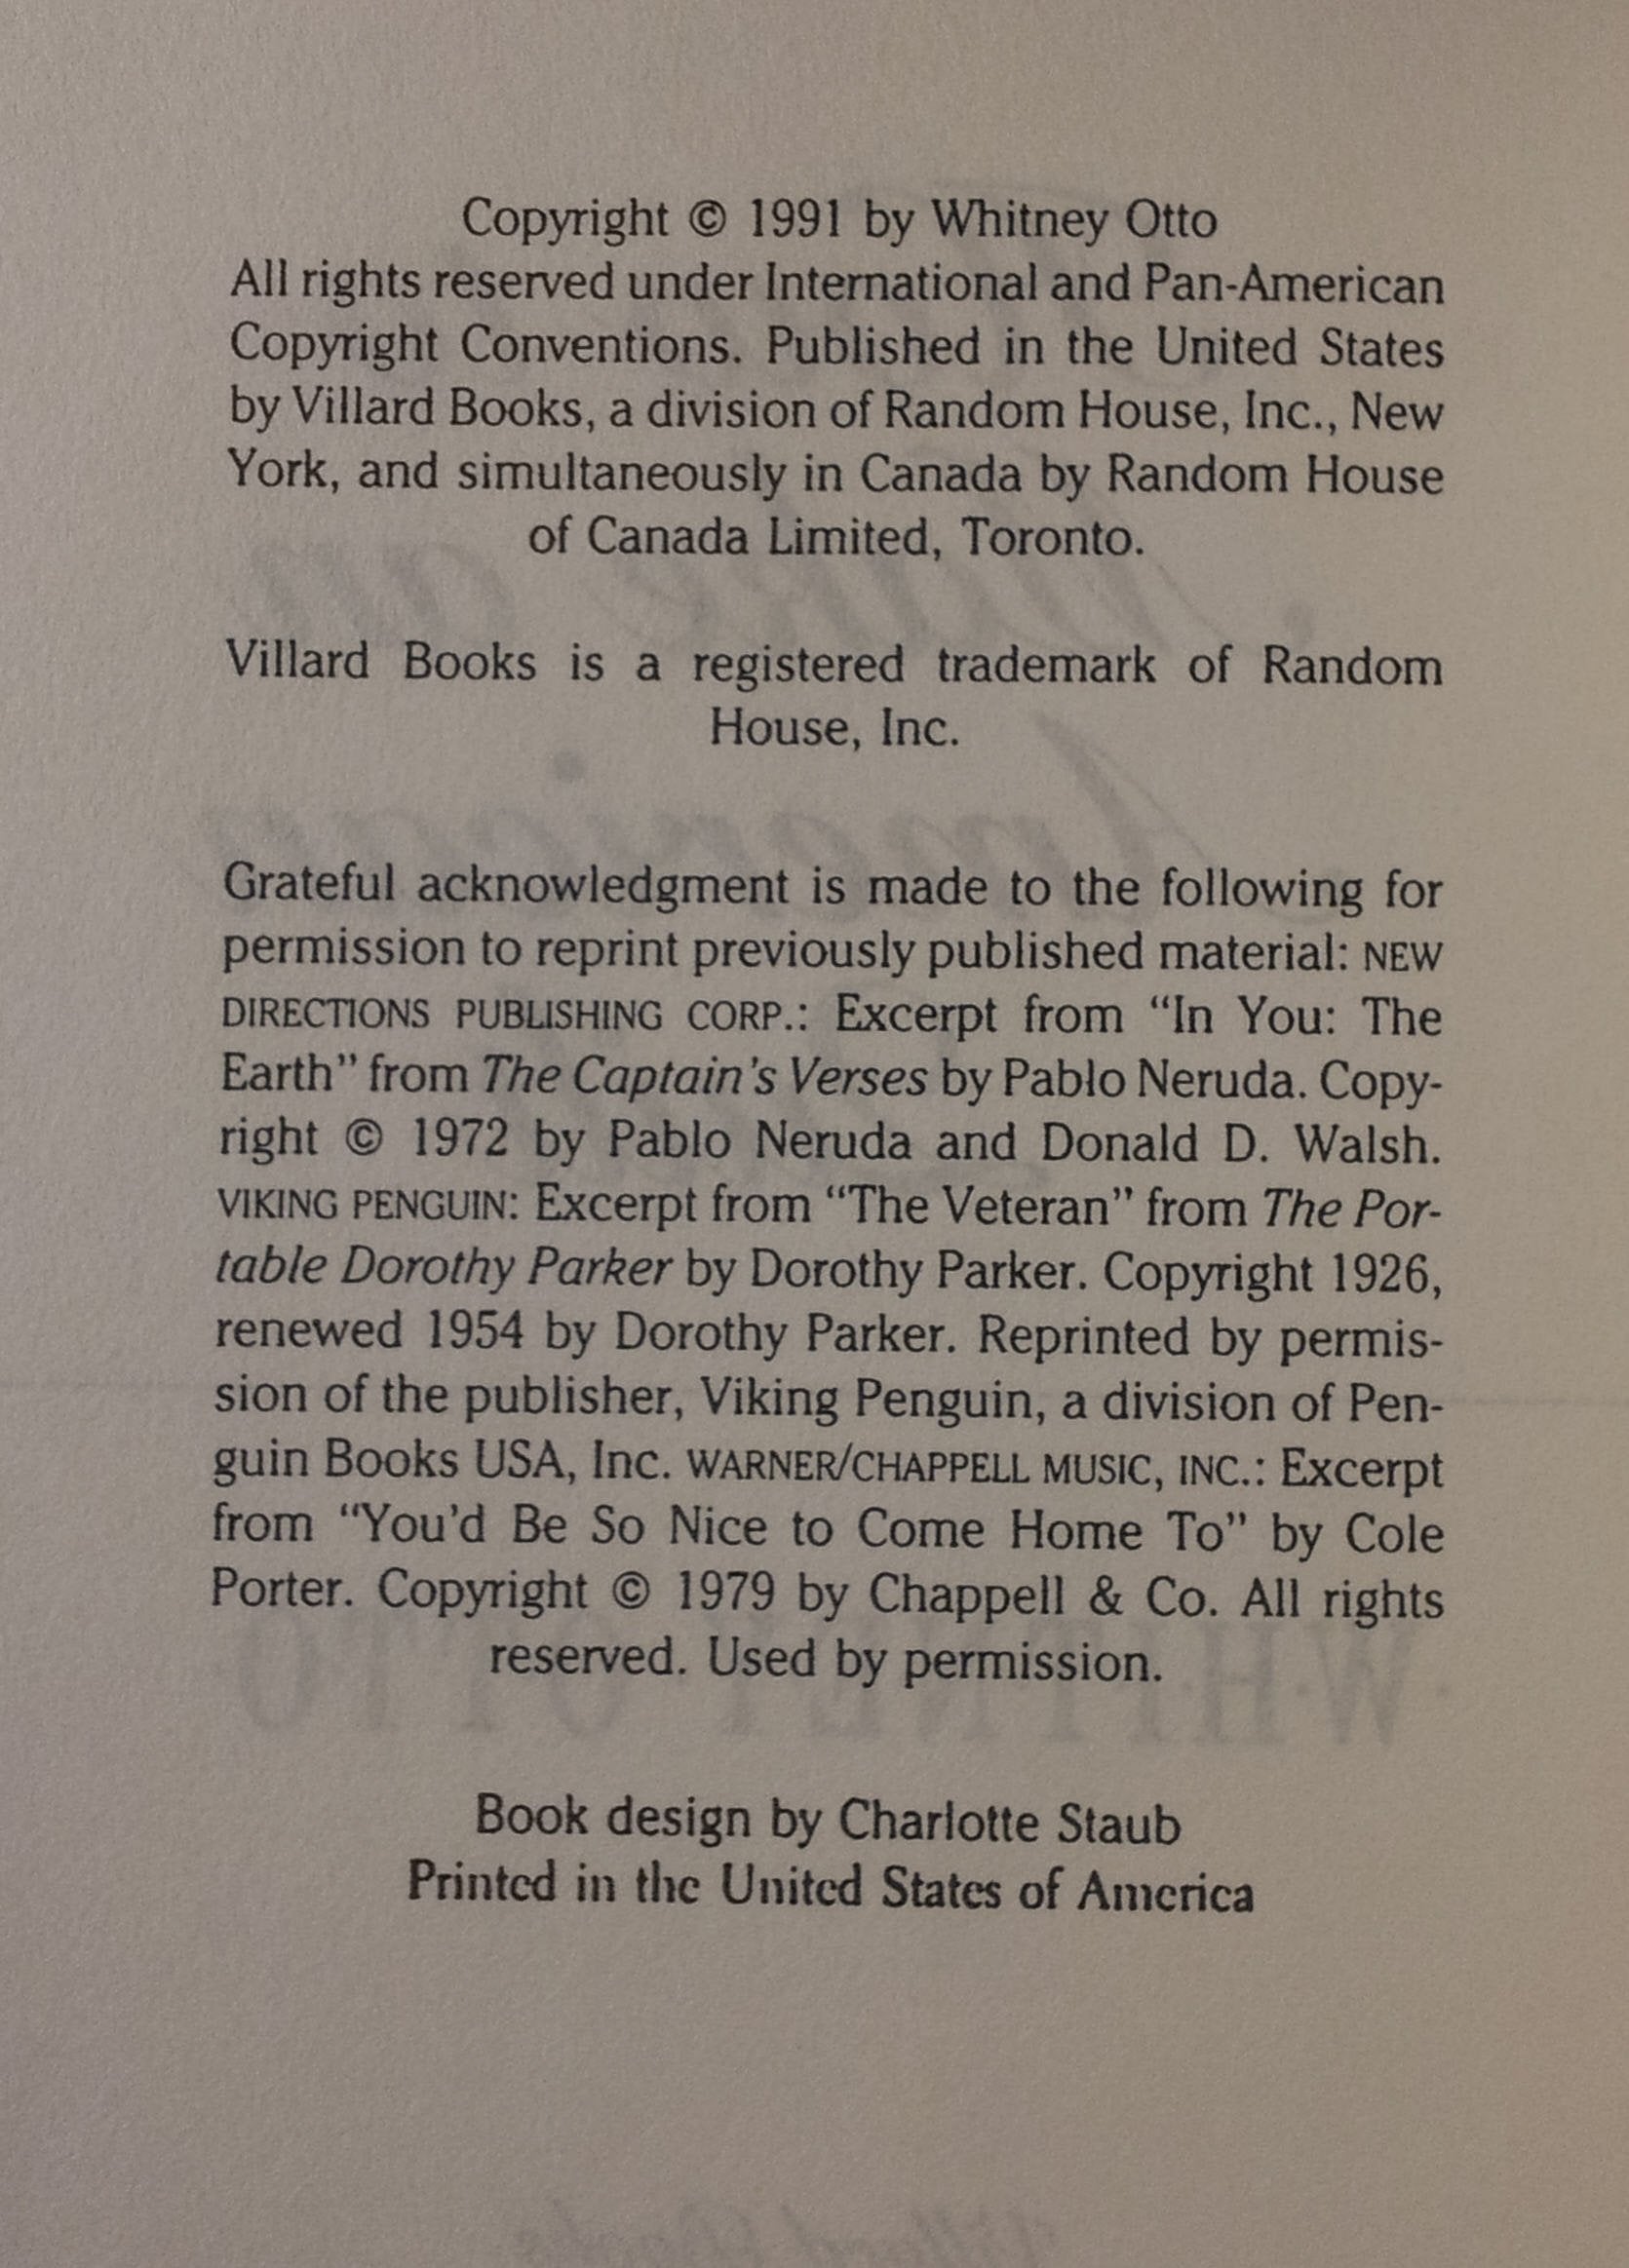 Copyright © 1991 by Whitney Otto
All rights reserved under International and Pan-American
Copyright Conventions. Published in the United States
by Villard Books, a division of Random House, Inc., New
York, and simultaneously in Canada by Random House
of Canada Limited, Toronto.
Villard Books is a registered trademark of Random
House, Inc.
Grateful acknowledgment is made to the following for
permission to reprint previously published material: NEW
DIRECTIONS PUBLISHING CORP.: Excerpt from “In You: The
Earth” from The Captain's Verses by Pablo Neruda. Copy-
right © 1972 by Pablo Neruda and Donald D. Walsh.
VIKING PENGUIN: Excerpt from “The Veteran” from The Por-
table Dorothy Parker by Dorothy Parker. Copyright 1926,
renewed 1954 by Dorothy Parker. Reprinted by permis-
sion of the publisher, Viking Penguin, a division of Pen-
guin Books USA, Inc. WARNER/CHAPPELL MUSIC, INC.: Excerpt
from “You'd Be So Nice to Come Home To” by Cole
Porter. Copyright © 1979 by Chappell & Co. All rights
reserved. Used by permission.
Book design by Charlotte Staub
Printed in the United States of America